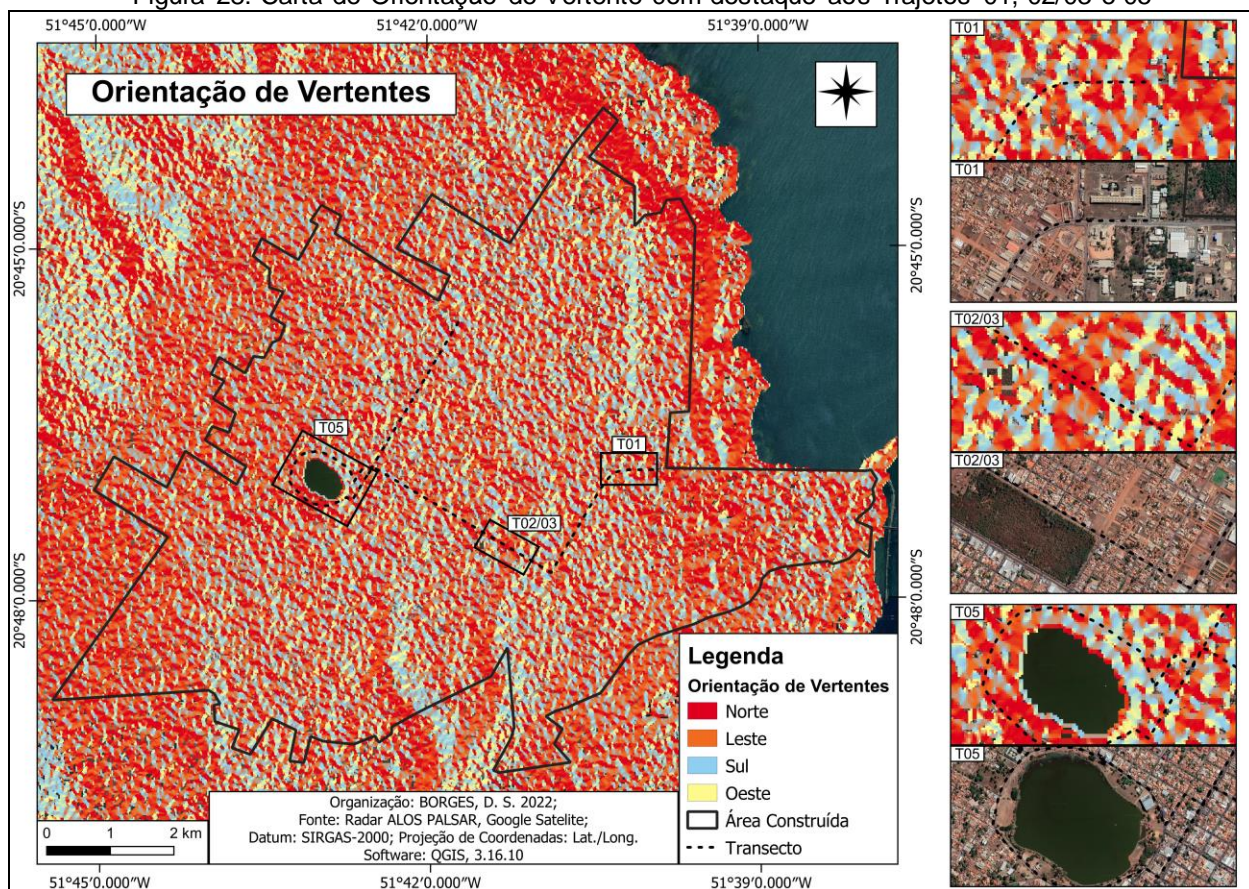 Figura 23. Carta de Orientação de Vertente com destaque aos Trajetos 01, 02/03 e 05
51°45'0.000"W
51°42'0.000"W
51°39'0.000"W
Orientação de Vertentes
20°45'0.000"S
20°45'0.000"S
T05
T01
T02/03
20°48'0.000"S
20°48'0.000"S
Legenda
Orientação de Vertentes
Norte
Leste
Sul
Oeste
Área Construída
Transecto
Organização: BORGES, D. S. 2022;
Fonte: Radar ALOS PALSAR, Google Satelite;
Datum: SIRGAS-2000; Projeção de Coordenadas: Lat./Long.
Software: QGIS, 3.16.10
0 1 2 km
51°45'0.000"W
51°42'0.000"W
51°39'0.000"W
T01
T01
T02/03
T02/03
T05
T05